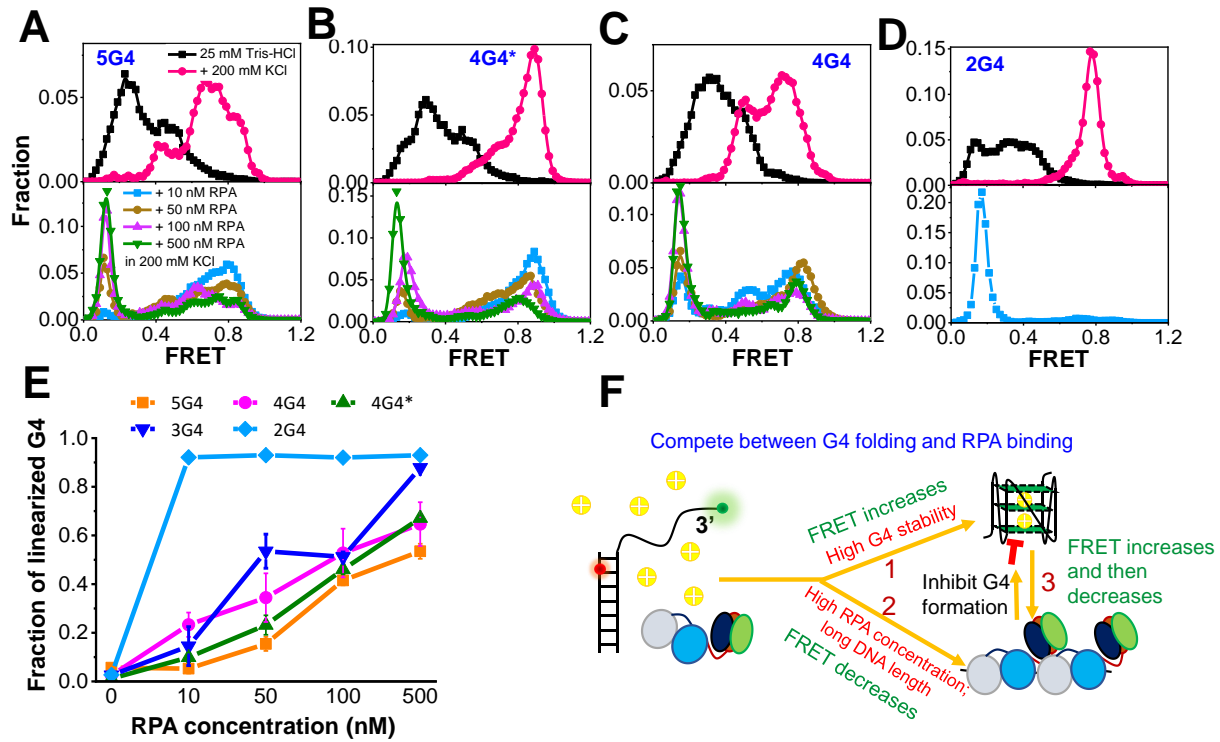 A
5G4
25 mM Tris-HCl
+ 200 mM KCl
0.05
0.00
+ 10 nM RPA
+ 50 nM RPA
+ 100 nM RPA
+ 500 nM RPA
in 200 mM KCl
0.10
0.05
0.00
0.0 0.4 0.8 1.2
FRET
Fraction
B
4G4*
0.10
0.05
0.00
0.15
0.10
0.05
0.00
0.0 0.4 0.8 1.2
FRET
C
4G4
0.05
0.00
0.10
0.05
0.00
0.0 0.4 0.8 1.2
FRET
D
2G4
0.15
0.10
0.05
0.00
0.20
0.15
0.10
0.05
0.00
0.0 0.4 0.8 1.2
FRET
E
5G4 4G4 4G4*
3G4 2G4
Fraction of linearized G4
1.0
0.8
0.6
0.4
0.2
0.0
0 10 50 100 500
RPA concentration (nM)
F
Compete between G4 folding and RPA binding
3’
FRET increases
High G4 stability
1
2
High RPA concentration;
long DNA length
FRET decreases
Inhibit G4
formation
3
FRET increases
and then
decreases